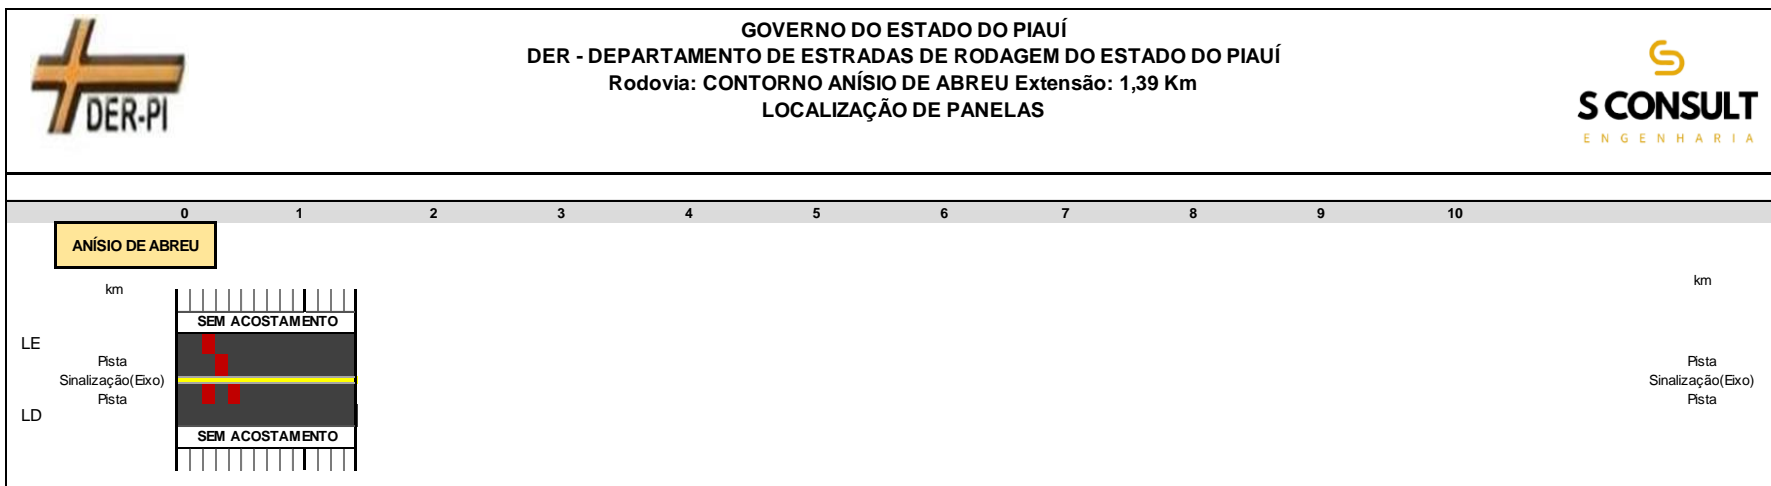 GOVERNO DO ESTADO DO PIAUÍ
DER - DEPARTAMENTO DE ESTRADAS DE RODAGEM DO ESTADO DO PIAUÍ
Rodovia: CONTORNO ANÍSIO DE ABREU Extensão: 1,39 Km
LOCALIZAÇÃO DE PANELAS
DER-PI
S CONSULT
ENGENHARIA
0 1 2 3 4 5 6 7 8 9 10
ANÍSIO DE ABREU
km km
SEM ACOSTAMENTO
LE
Pista Pista
Sinalização(Eixo) Sinalização(Eixo)
Pista Pista
LD
SEM ACOSTAMENTO